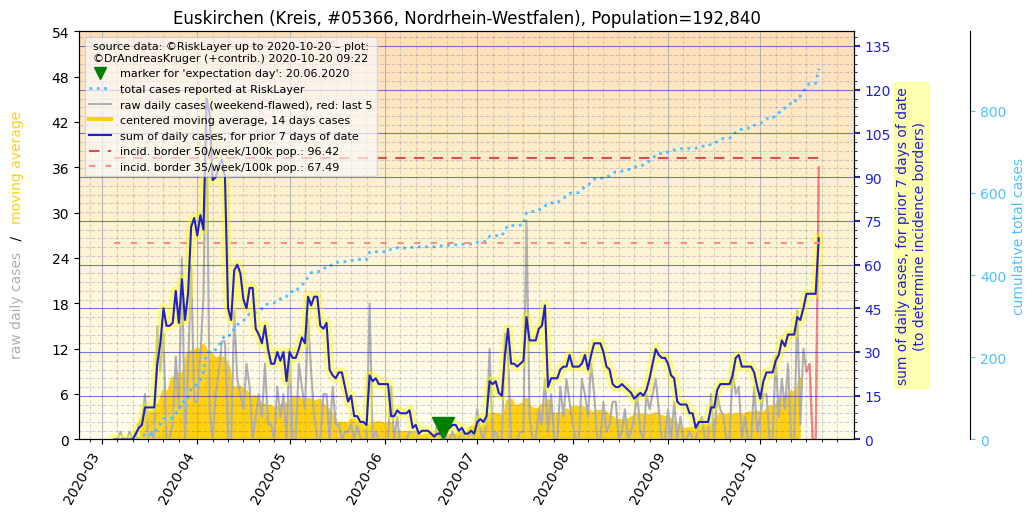 Euskirchen (Kreis, #05366, Nordrhein-Westfalen), Population=192,840
source data: ©RiskLayer up to 2020-10-20 – plot:
©DrAndreasKruger (+contrib.) 2020-10-20 09:22
marker for 'expectation day': 20.06.2020
total cases reported at RiskLayer
raw daily cases (weekend-flawed), red: last 5
centered moving average, 14 days cases
sum of daily cases, for prior 7 days of date
incid. border 50/week/100k pop.: 96.42
incid. border 35/week/100k pop.: 67.49
raw daily cases / moving average
54
48
42
36
30
24
18
12
6
0
2020-03
2020-04
2020-05
2020-06
2020-07
2020-08
2020-09
2020-10
135
120
105
90
75
60
45
30
15
0
sum of daily cases, for prior 7 days of date
(to determine incidence borders)
800
600
400
200
0
cumulative total cases